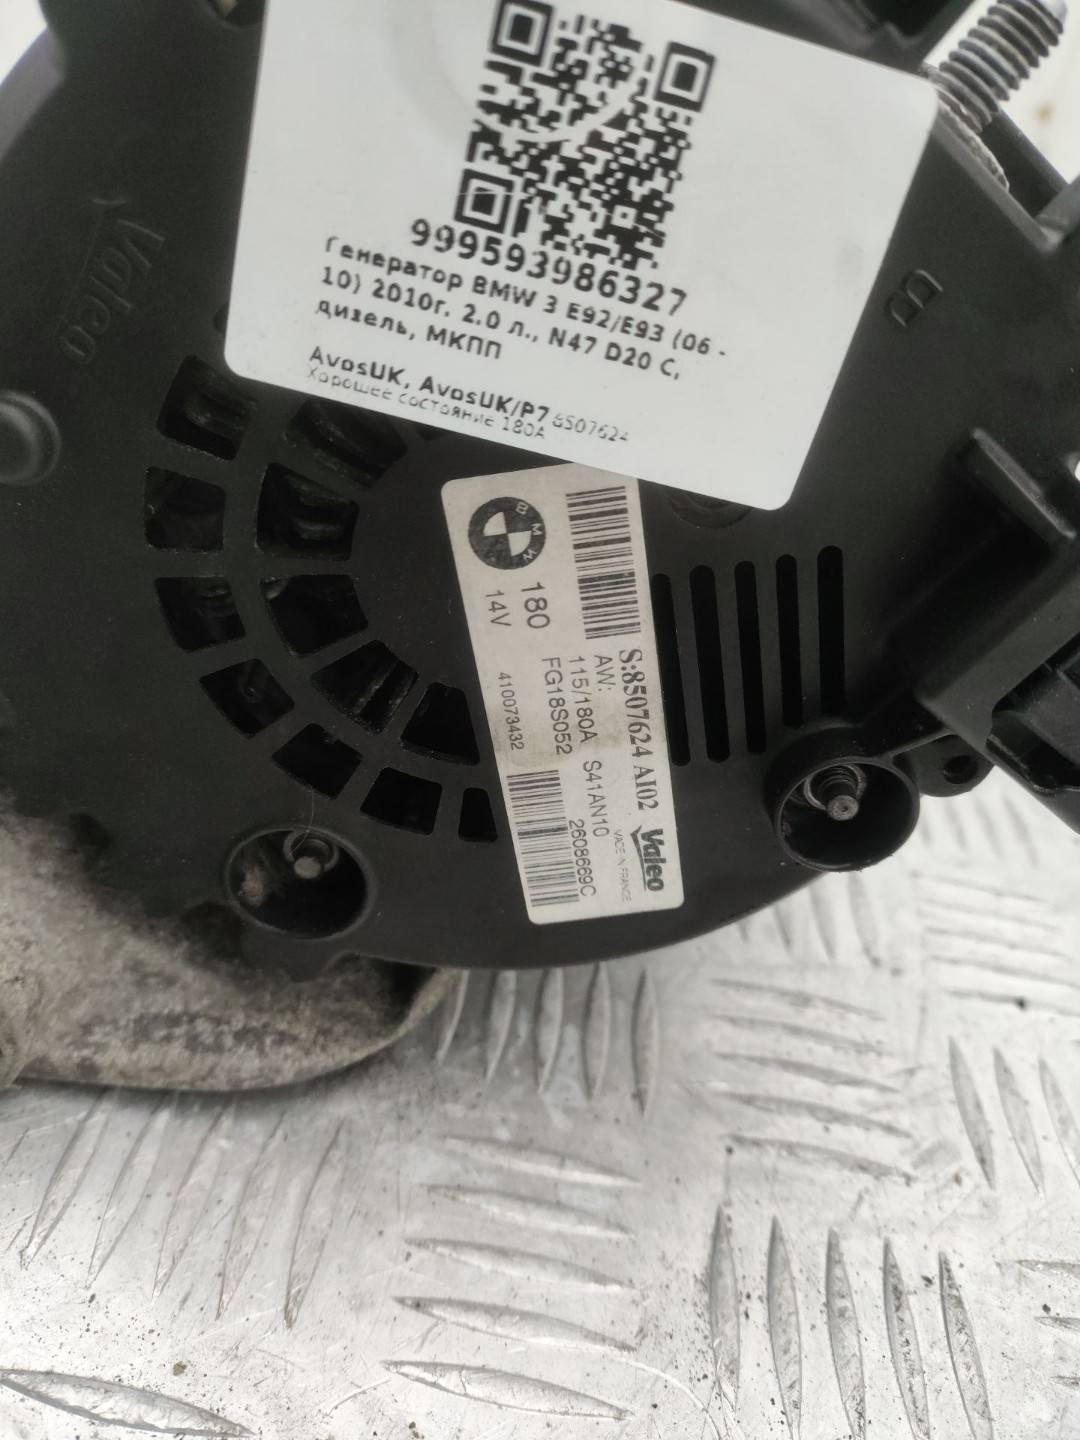 999593986327
Генератор BMW 3 E92/E93 (06 -
10) 2010г. 2.0 л., N47 D20 C,
дизель, МКПП
AvosUK, AvosUK/P7 8507624
Хорошее состояние 180А
Valeo
B
BMW
180
14V
S:8507624 AI02
AW:
115/180A S41AN10
FG18S052 2608669C
410073432
Valeo
MADE IN FRANCE